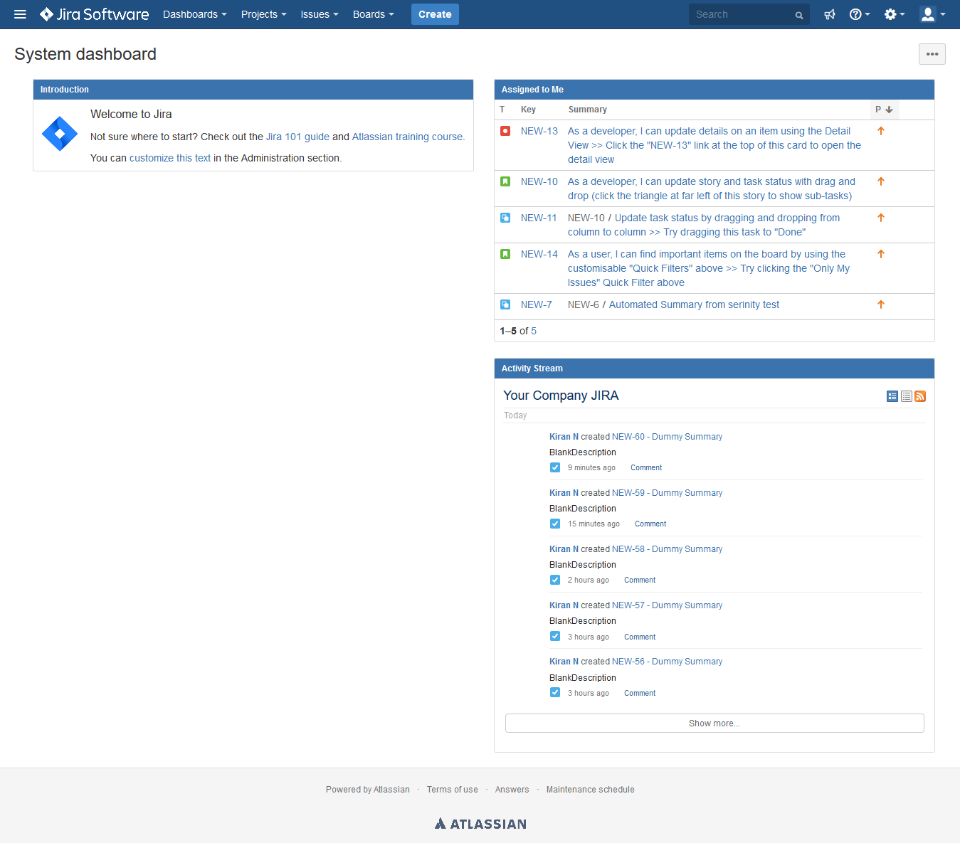 Jira Software Dashboards Projects Issues Boards Create Search
System dashboard
Introduction
Welcome to Jira
Not sure where to start? Check out the Jira 101 guide and Atlassian training course.
You can customize this text in the Administration section.
Assigned to Me
T Key Summary P
NEW-13 As a developer, I can update details on an item using the Detail
View >> Click the "NEW-13" link at the top of this card to open the
detail view
NEW-10 As a developer, I can update story and task status with drag and
drop (click the triangle at far left of this story to show sub-tasks)
NEW-11 NEW-10 / Update task status by dragging and dropping from
column to column >> Try dragging this task to "Done"
NEW-14 As a user, I can find important items on the board by using the
customisable "Quick Filters" above >> Try clicking the "Only My
Issues" Quick Filter above
NEW-7 NEW-6 / Automated Summary from serinity test
1–5 of 5
Activity Stream
Your Company JIRA
Today
Kiran N created NEW-60 - Dummy Summary
BlankDescription
9 minutes ago Comment
Kiran N created NEW-59 - Dummy Summary
BlankDescription
15 minutes ago Comment
Kiran N created NEW-58 - Dummy Summary
BlankDescription
2 hours ago Comment
Kiran N created NEW-57 - Dummy Summary
BlankDescription
3 hours ago Comment
Kiran N created NEW-56 - Dummy Summary
BlankDescription
3 hours ago Comment
Show more...
Powered by Atlassian · Terms of use · Answers · Maintenance schedule
ATLASSIAN